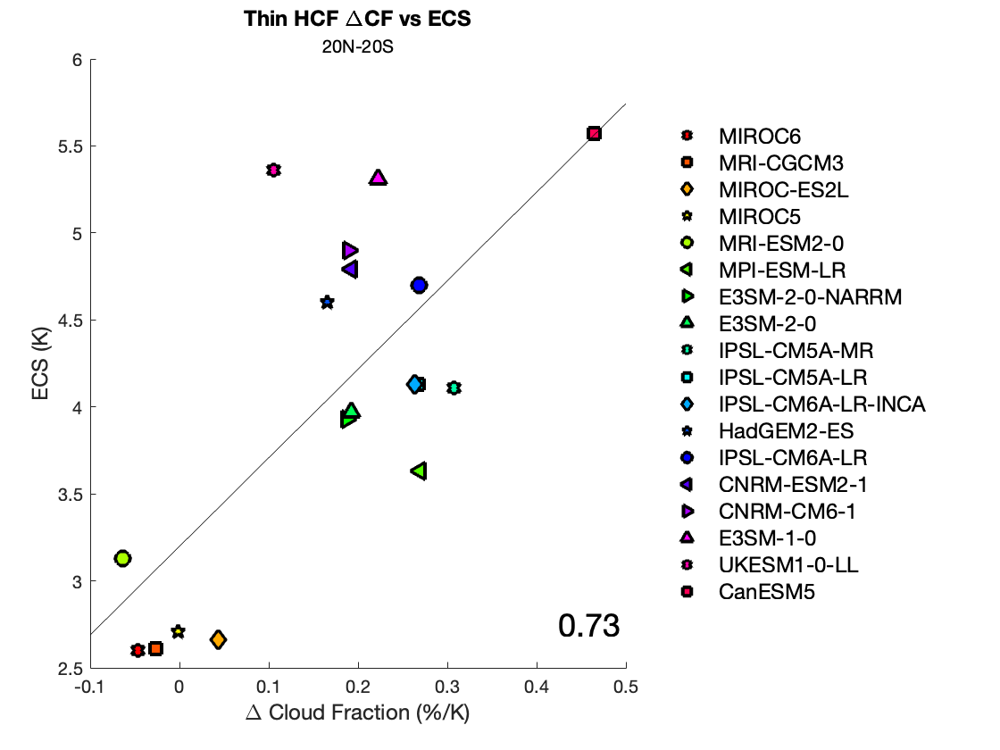 Thin HCF △CF vs ECS
20N-20S
6
5.5
5
4.5
4
3.5
3
2.5
ECS (K)
-0.1
0
0.1
0.2
0.3
0.4
0.5
△ Cloud Fraction (%/K)
0.73
MIROC6
MRI-CGCM3
MIROC-ES2L
MIROC5
MRI-ESM2-0
MPI-ESM-LR
E3SM-2-0-NARRM
E3SM-2-0
IPSL-CM5A-MR
IPSL-CM5A-LR
IPSL-CM6A-LR-INCA
HadGEM2-ES
IPSL-CM6A-LR
CNRM-ESM2-1
CNRM-CM6-1
E3SM-1-0
UKESM1-0-LL
CanESM5